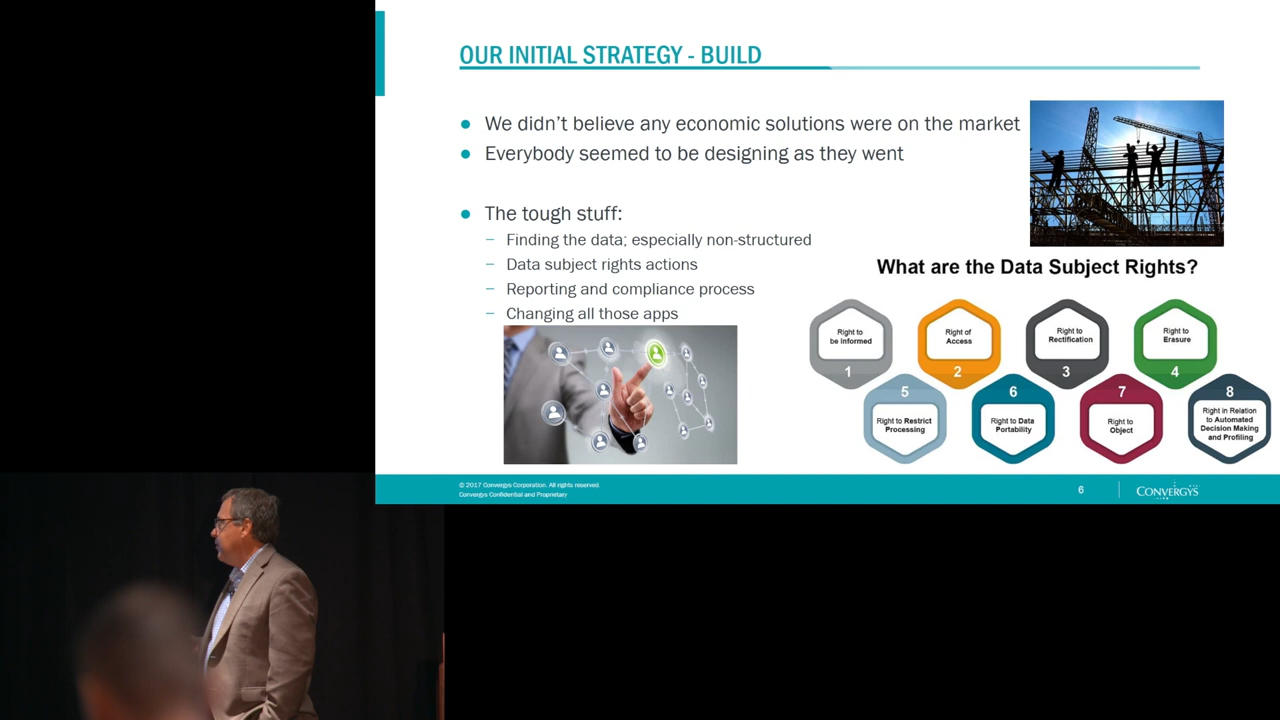 OUR INITIAL STRATEGY - BUILD
● We didn't believe any economic solutions were on the market
● Everybody seemed to be designing as they went
● The tough stuff:
– Finding the data; especially non-structured
– Data subject rights actions
– Reporting and compliance process
– Changing all those apps
What are the Data Subject Rights?
Right to
be Informed
1
Right of
Access
2
Right to
Rectification
3
Right to
Erasure
4
5
Right to Restrict
Processing
6
Right to Data
Portability
7
Right to
Object
8
Right in Relation
to Automated
Decision Making
and Profiling
© 2017 Convergys Corporation. All rights reserved.
Convergys Confidential and Proprietary
6
CONVERGYS